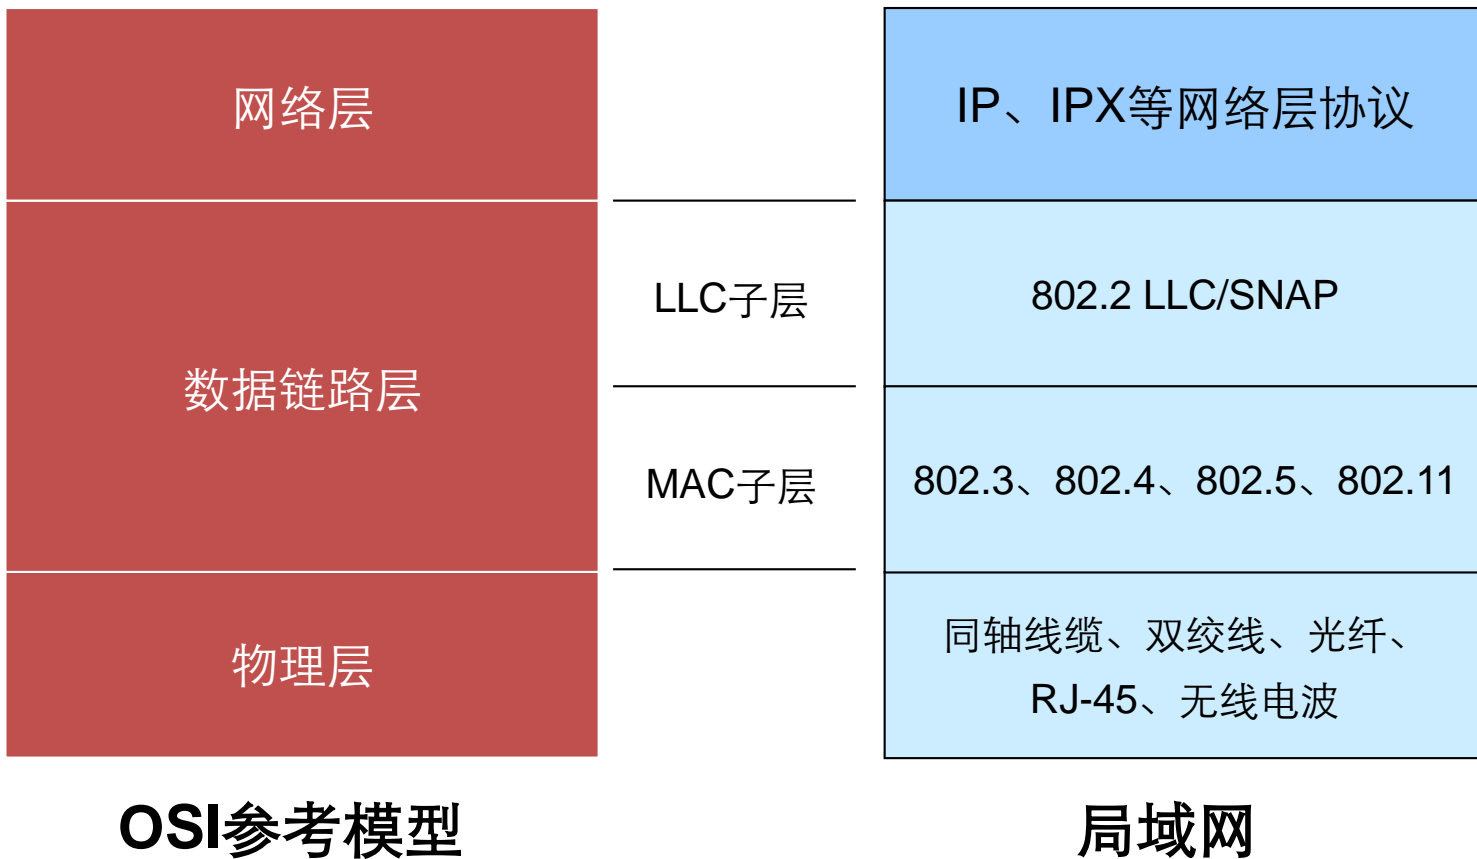 网络层
IP、IPX等网络层协议
数据链路层
LLC子层
802.2 LLC/SNAP
MAC子层
802.3、802.4、802.5、802.11
物理层
同轴线缆、双绞线、光纤、
RJ-45、无线电波
OSI参考模型
局域网